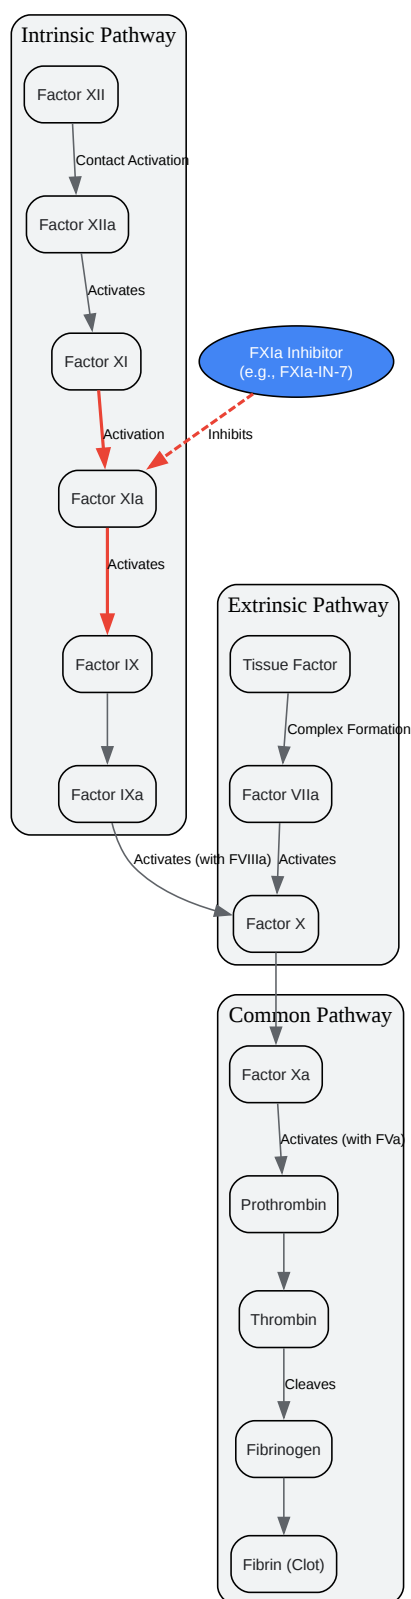 Intrinsic Pathway
Factor XII
Contact Activation
Factor XIIa
Activates
Factor XI
FXIa Inhibitor
(e.g., FXIa-IN-7)
Activation
Inhibits
Factor XIa
Activates
Factor IX
Factor IXa
Extrinsic Pathway
Tissue Factor
Complex Formation
Factor VIIa
Activates (with FVIIIa)
Activates
Factor X
Common Pathway
Factor Xa
Activates (with FVa)
Prothrombin
Thrombin
Cleaves
Fibrinogen
Fibrin (Clot)